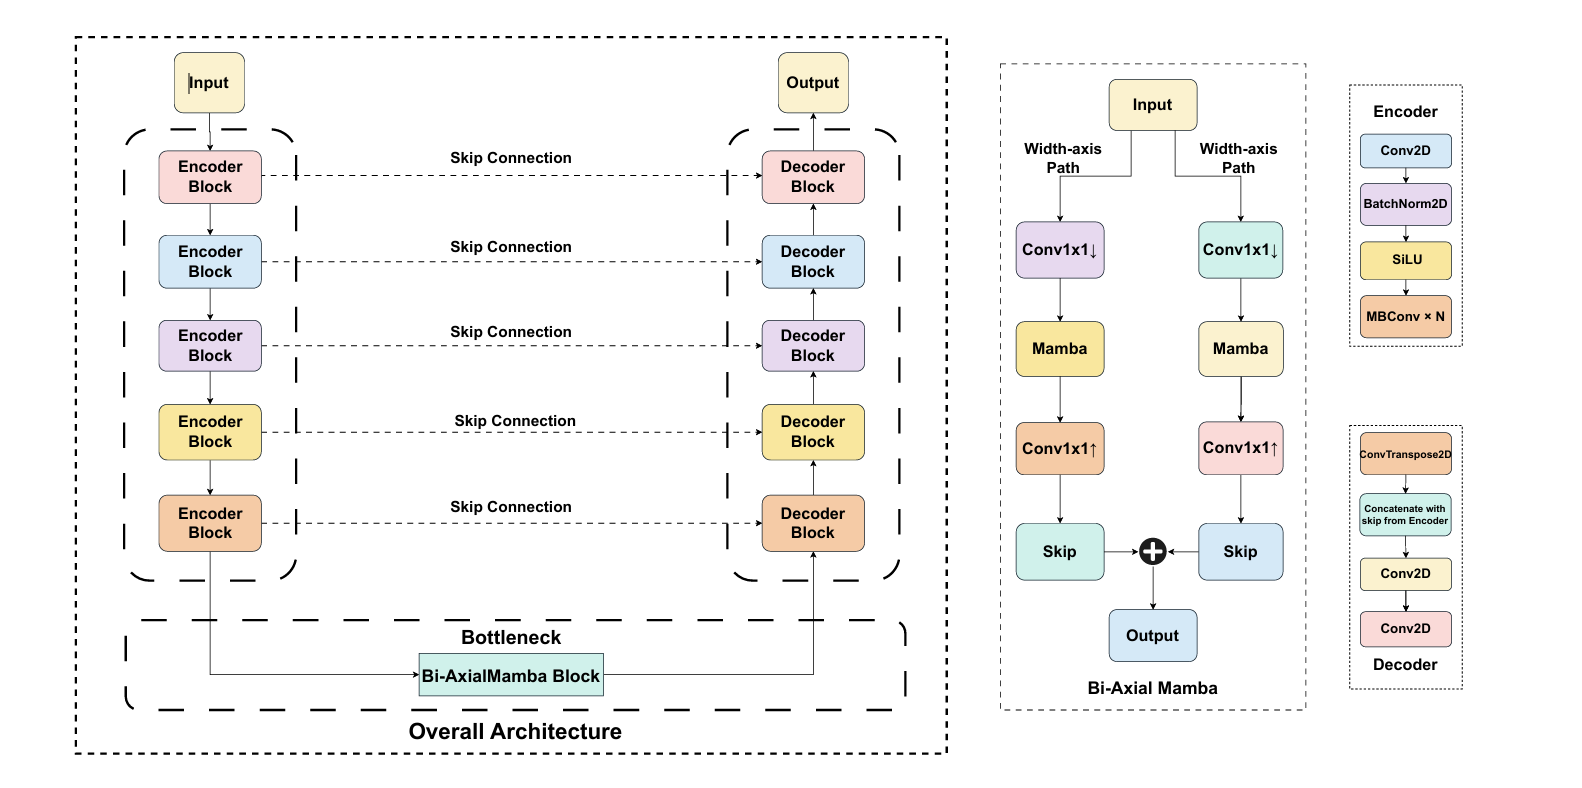 Input
Output
Encoder
Block
Skip Connection
Decoder
Block
Encoder
Block
Skip Connection
Decoder
Block
Encoder
Block
Skip Connection
Decoder
Block
Encoder
Block
Skip Connection
Decoder
Block
Encoder
Block
Skip Connection
Decoder
Block
Bottleneck
Bi-AxialMamba Block
Overall Architecture
Input
Width-axis
Path
Width-axis
Path
Conv1x1↓
Conv1x1↓
Mamba
Mamba
Conv1x1↑
Conv1x1↑
Skip
Skip
Output
Bi-Axial Mamba
Encoder
Conv2D
BatchNorm2D
SiLU
MBConv × N
ConvTranspose2D
Concatenate with
skip from Encoder
Conv2D
Conv2D
Decoder